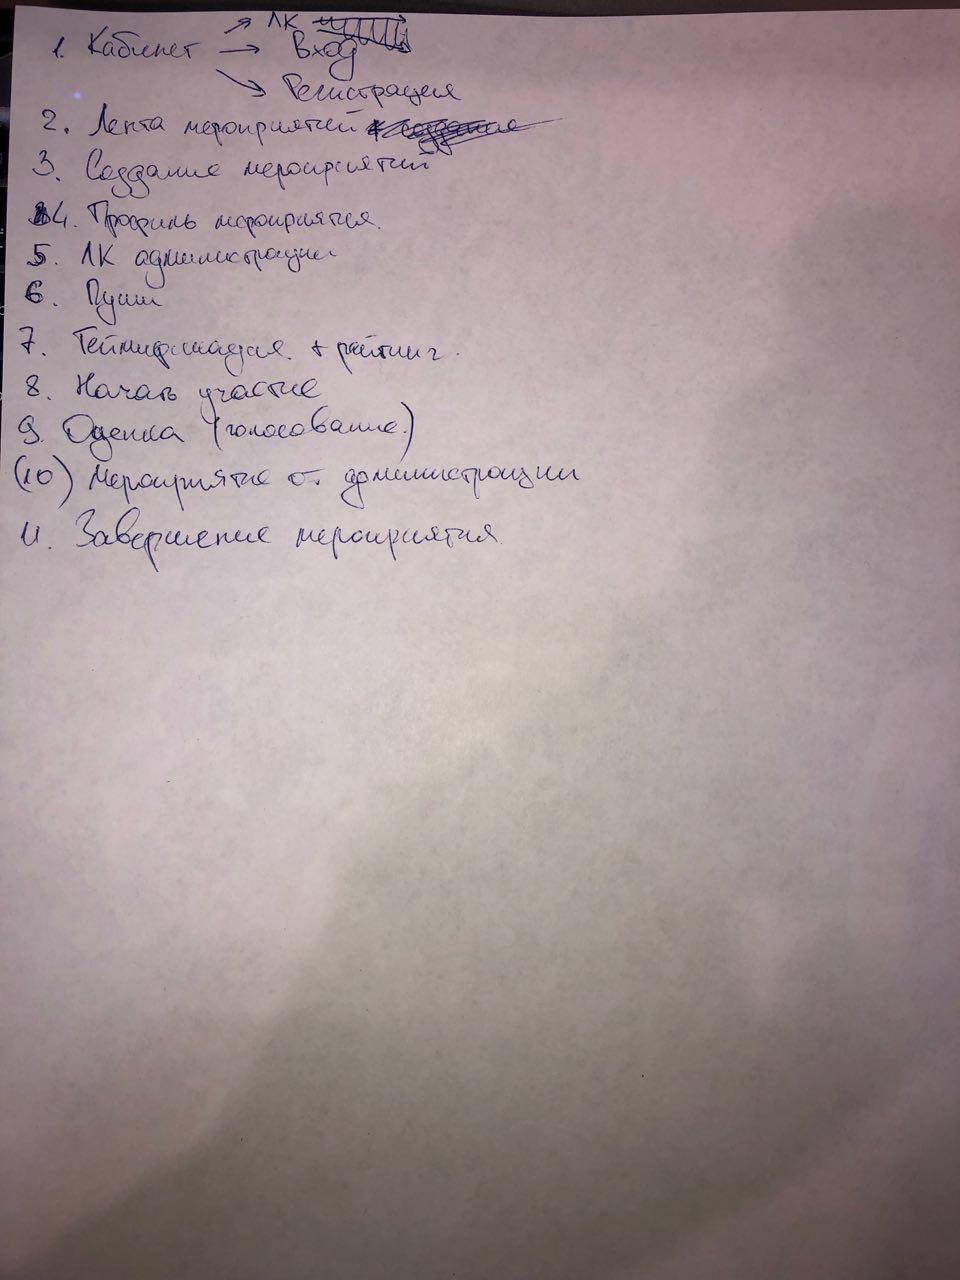 1. Кабинет → ЛК
→ Вход
→ Регистрация
2. Лента мероприятий
3. Создание мероприятий
4. Профиль мероприятия.
5. ЛК администрации
6. Пуши
7. Геймификация. + рейтинг.
8. Начать участие
9. Оценка (голосование.)
(10) Мероприятие от администрации
11. Завершение мероприятия.